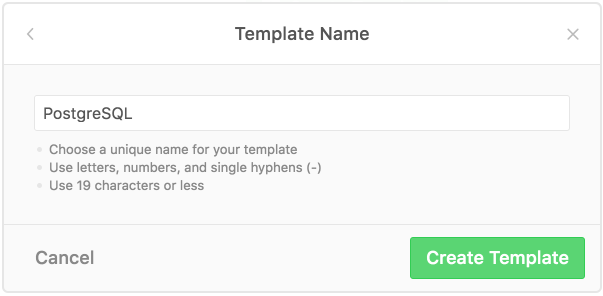 Template Name
PostgreSQL
Choose a unique name for your template
Use letters, numbers, and single hyphens (-)
Use 19 characters or less
Cancel
Create Template